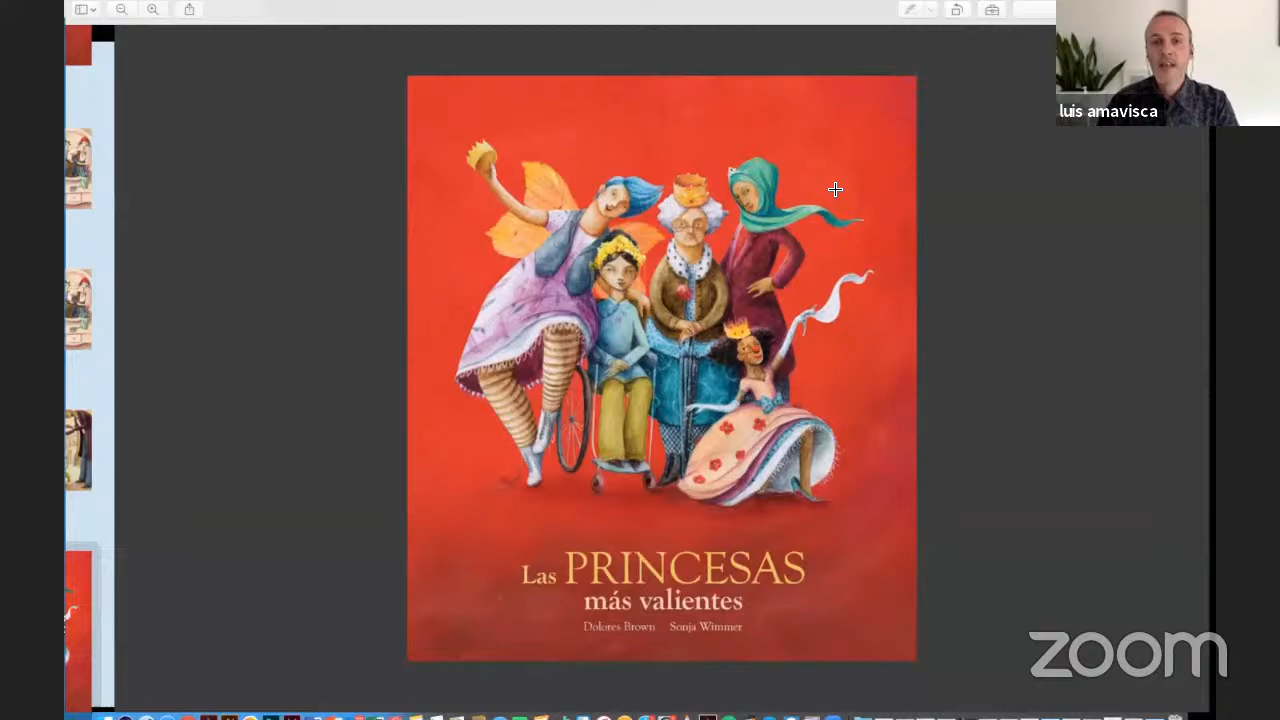 luis amavisca
Las PRINCESAS
más valientes
Dolores Brown Sonja Wimmer
zoom